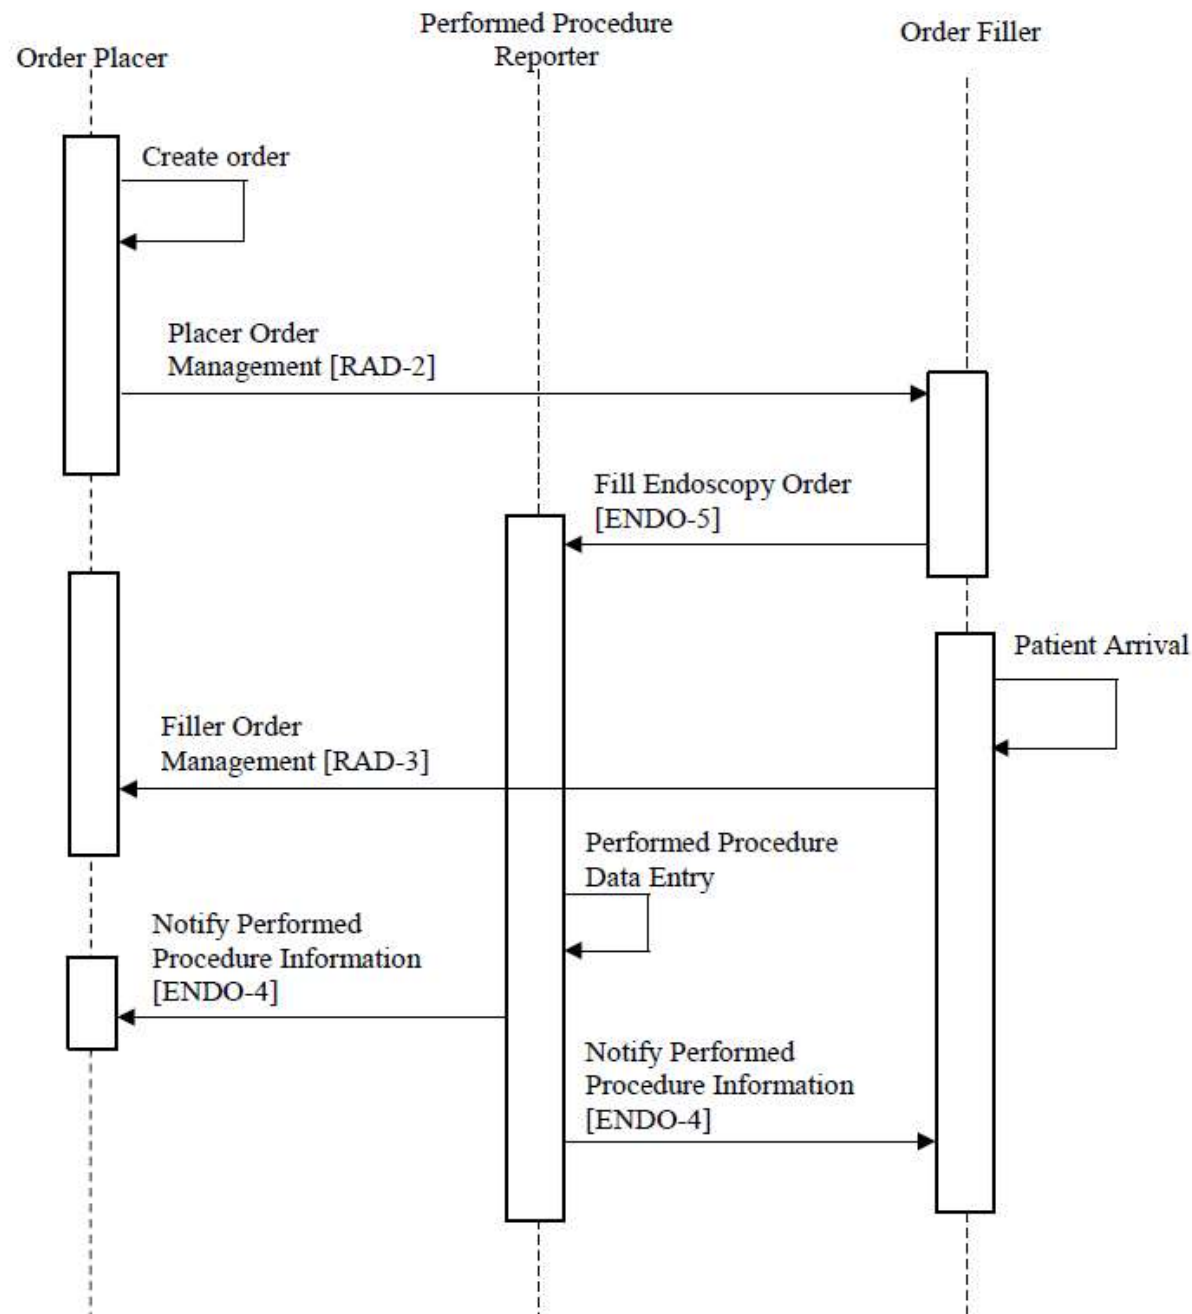 Order Placer
Performed Procedure
Reporter
Order Filler
Create order
Placer Order
Management [RAD-2]
Fill Endoscopy Order
[ENDO-5]
Patient Arrival
Filler Order
Management [RAD-3]
Performed Procedure
Data Entry
Notify Performed
Procedure Information
[ENDO-4]
Notify Performed
Procedure Information
[ENDO-4]